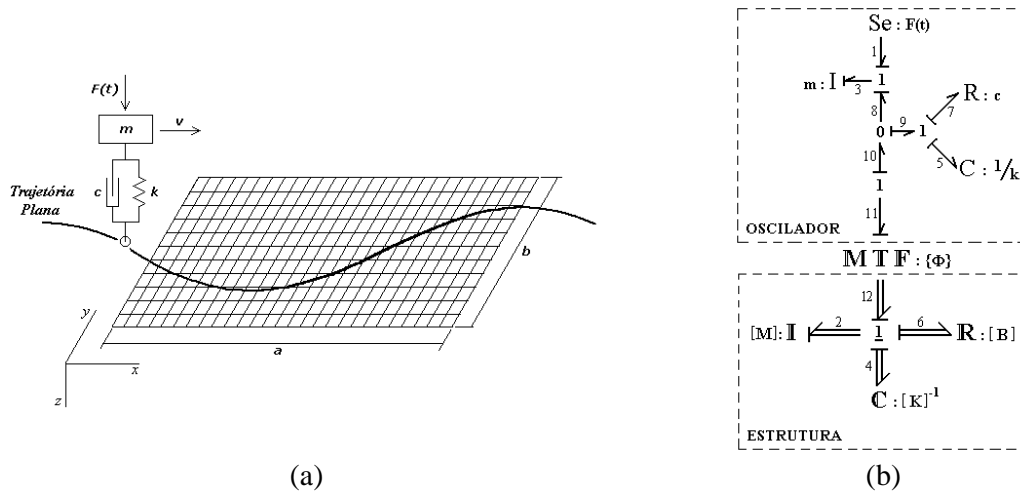 F(t)
m
v
c
k
Trajetória
Plana
b
a
y
x
z
(a)
Se : F(t)
1
m : I
3
1
8
R : c
7
0
9
1
10
5
C : 1/k
1
11
OSCILADOR
𝕄 𝕋 𝔽 : {Φ}
12
[M] : 𝕀
2
1
6
ℝ : [B]
4
ℂ : [K]⁻¹
ESTRUTURA
(b)